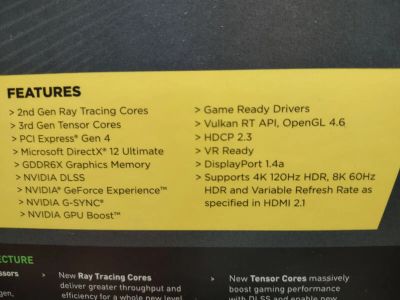 FEATURES
> 2nd Gen Ray Tracing Cores
> 3rd Gen Tensor Cores
> PCI Express® Gen 4
> Microsoft DirectX® 12 Ultimate
> GDDR6X Graphics Memory
> NVIDIA DLSS
> NVIDIA® GeForce Experience™
> NVIDIA G-SYNC®
> NVIDIA GPU Boost™
> Game Ready Drivers
> Vulkan RT API, OpenGL 4.6
> HDCP 2.3
> VR Ready
> DisplayPort 1.4a
> Supports 4K 120Hz HDR, 8K 60Hz
HDR and Variable Refresh Rate as
specified in HDMI 2.1
> New Ray Tracing Cores
deliver greater throughput and
efficiency for a whole new level
> New Tensor Cores massively
boost gaming performance
with DLSS and enable new